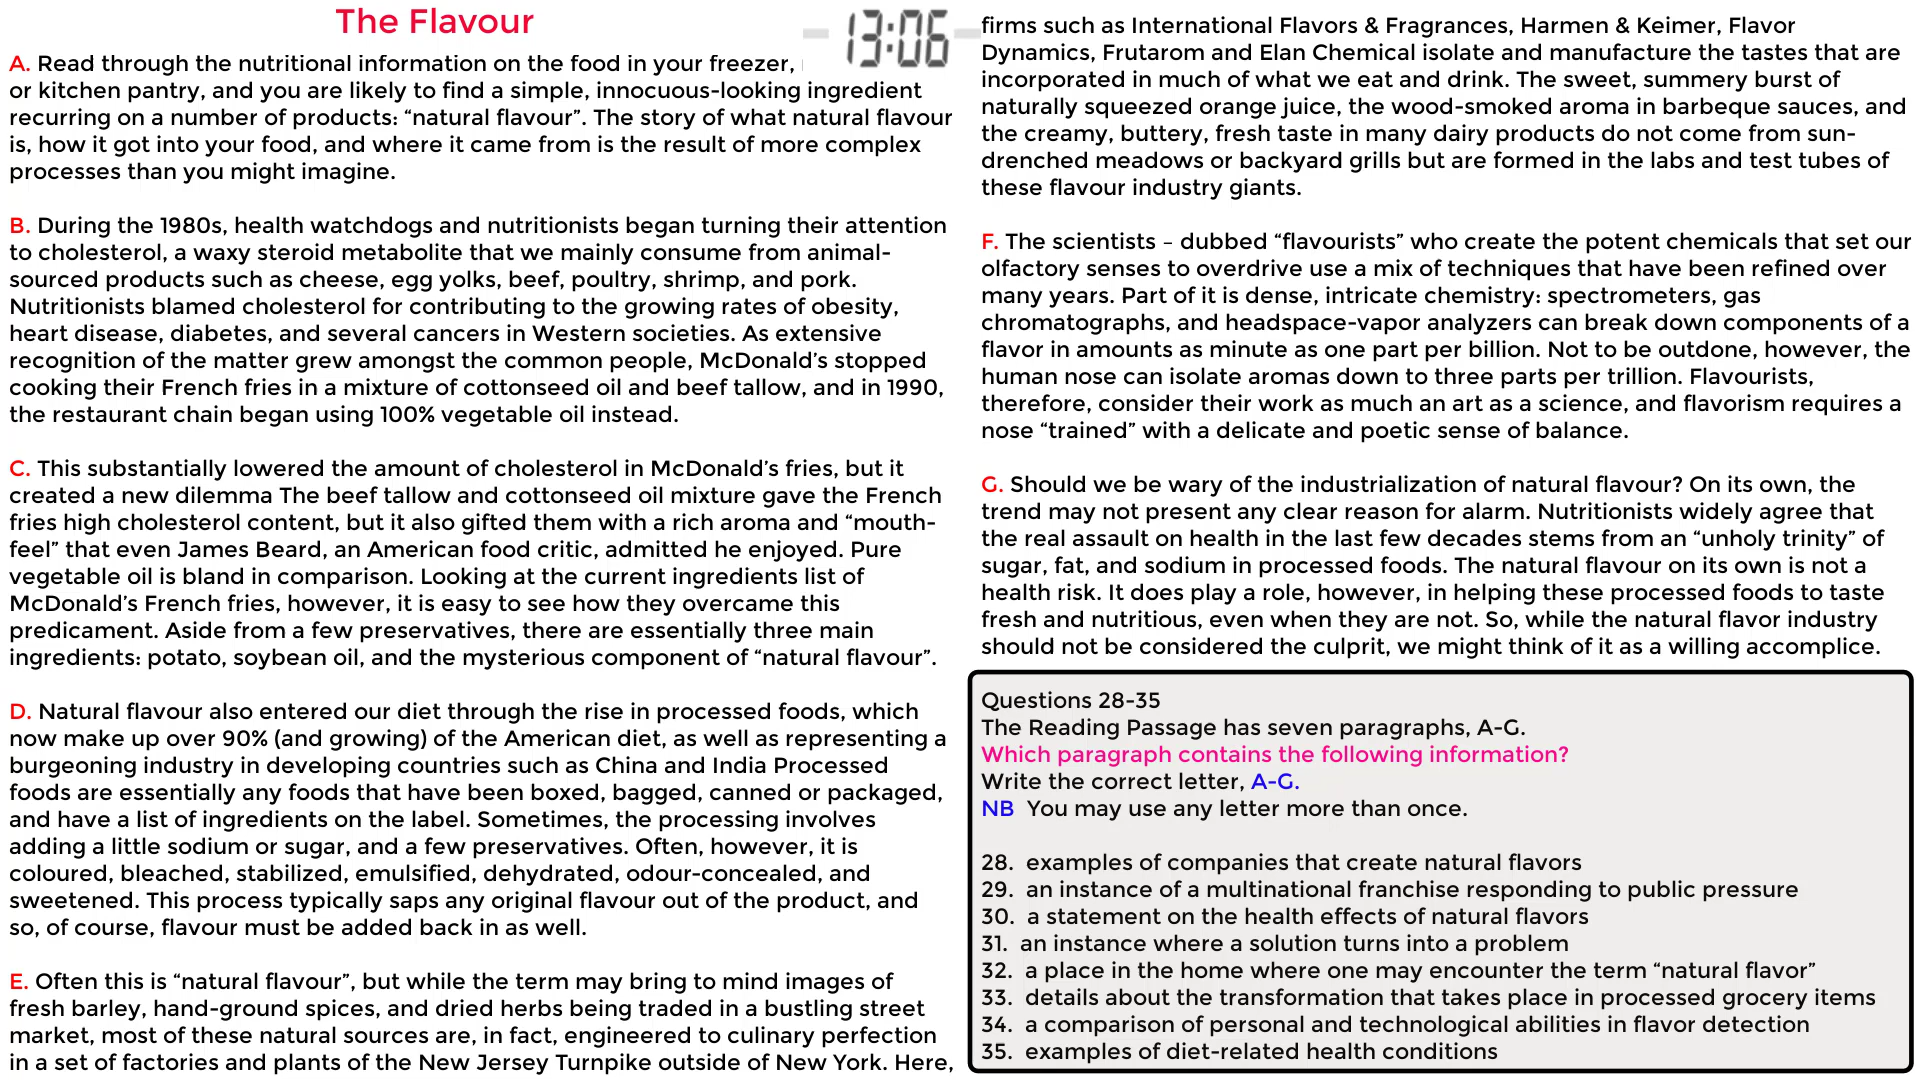 The Flavour
13:06
A. Read through the nutritional information on the food in your freezer,
or kitchen pantry, and you are likely to find a simple, innocuous-looking ingredient
recurring on a number of products: “natural flavour”. The story of what natural flavour
is, how it got into your food, and where it came from is the result of more complex
processes than you might imagine.
B. During the 1980s, health watchdogs and nutritionists began turning their attention
to cholesterol, a waxy steroid metabolite that we mainly consume from animal-
sourced products such as cheese, egg yolks, beef, poultry, shrimp, and pork.
Nutritionists blamed cholesterol for contributing to the growing rates of obesity,
heart disease, diabetes, and several cancers in Western societies. As extensive
recognition of the matter grew amongst the common people, McDonald’s stopped
cooking their French fries in a mixture of cottonseed oil and beef tallow, and in 1990,
the restaurant chain began using 100% vegetable oil instead.
C. This substantially lowered the amount of cholesterol in McDonald’s fries, but it
created a new dilemma The beef tallow and cottonseed oil mixture gave the French
fries high cholesterol content, but it also gifted them with a rich aroma and “mouth-
feel” that even James Beard, an American food critic, admitted he enjoyed. Pure
vegetable oil is bland in comparison. Looking at the current ingredients list of
McDonald’s French fries, however, it is easy to see how they overcame this
predicament. Aside from a few preservatives, there are essentially three main
ingredients: potato, soybean oil, and the mysterious component of “natural flavour”.
D. Natural flavour also entered our diet through the rise in processed foods, which
now make up over 90% (and growing) of the American diet, as well as representing a
burgeoning industry in developing countries such as China and India Processed
foods are essentially any foods that have been boxed, bagged, canned or packaged,
and have a list of ingredients on the label. Sometimes, the processing involves
adding a little sodium or sugar, and a few preservatives. Often, however, it is
coloured, bleached, stabilized, emulsified, dehydrated, odour-concealed, and
sweetened. This process typically saps any original flavour out of the product, and
so, of course, flavour must be added back in as well.
E. Often this is “natural flavour”, but while the term may bring to mind images of
fresh barley, hand-ground spices, and dried herbs being traded in a bustling street
market, most of these natural sources are, in fact, engineered to culinary perfection
in a set of factories and plants of the New Jersey Turnpike outside of New York. Here,
firms such as International Flavors & Fragrances, Harmen & Keimer, Flavor
Dynamics, Frutarom and Elan Chemical isolate and manufacture the tastes that are
incorporated in much of what we eat and drink. The sweet, summery burst of
naturally squeezed orange juice, the wood-smoked aroma in barbeque sauces, and
the creamy, buttery, fresh taste in many dairy products do not come from sun-
drenched meadows or backyard grills but are formed in the labs and test tubes of
these flavour industry giants.
F. The scientists – dubbed “flavourists” who create the potent chemicals that set our
olfactory senses to overdrive use a mix of techniques that have been refined over
many years. Part of it is dense, intricate chemistry: spectrometers, gas
chromatographs, and headspace-vapor analyzers can break down components of a
flavor in amounts as minute as one part per billion. Not to be outdone, however, the
human nose can isolate aromas down to three parts per trillion. Flavourists,
therefore, consider their work as much an art as a science, and flavorism requires a
nose “trained” with a delicate and poetic sense of balance.
G. Should we be wary of the industrialization of natural flavour? On its own, the
trend may not present any clear reason for alarm. Nutritionists widely agree that
the real assault on health in the last few decades stems from an “unholy trinity” of
sugar, fat, and sodium in processed foods. The natural flavour on its own is not a
health risk. It does play a role, however, in helping these processed foods to taste
fresh and nutritious, even when they are not. So, while the natural flavor industry
should not be considered the culprit, we might think of it as a willing accomplice.
Questions 28-35
The Reading Passage has seven paragraphs, A-G.
Which paragraph contains the following information?
Write the correct letter, A-G.
NB You may use any letter more than once.
28. examples of companies that create natural flavors
29. an instance of a multinational franchise responding to public pressure
30. a statement on the health effects of natural flavors
31. an instance where a solution turns into a problem
32. a place in the home where one may encounter the term “natural flavor”
33. details about the transformation that takes place in processed grocery items
34. a comparison of personal and technological abilities in flavor detection
35. examples of diet-related health conditions